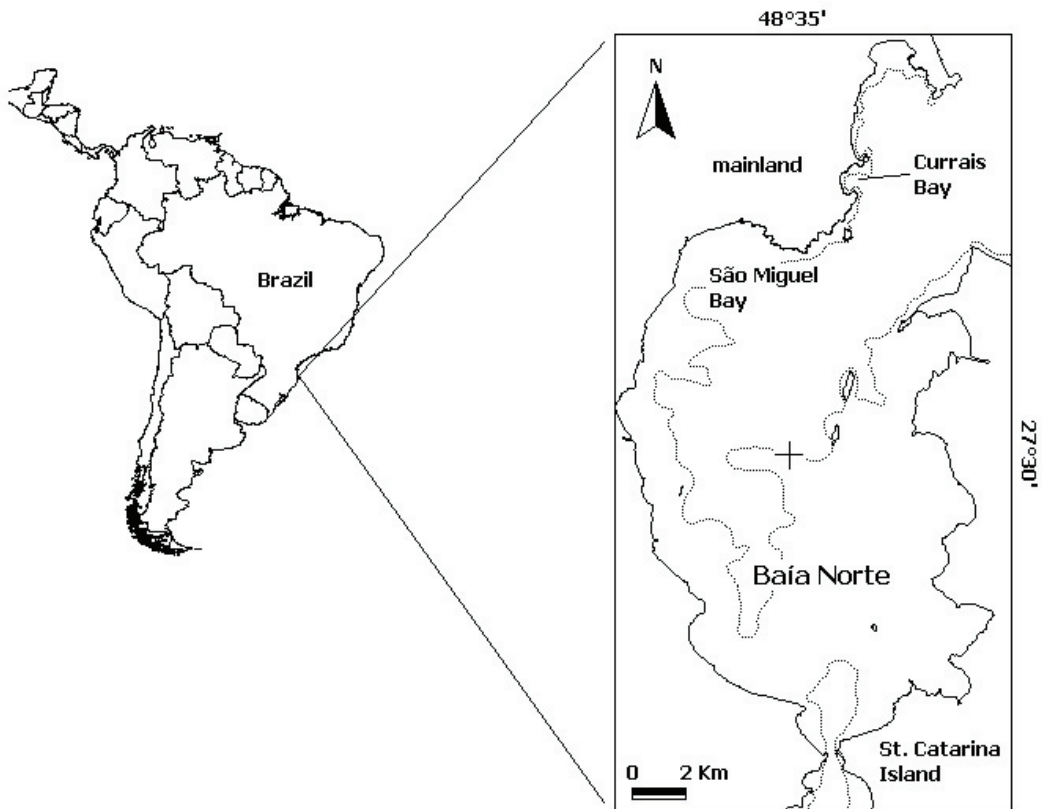 48°35'
N
mainland
Currais
Bay
São Miguel
Bay
Brazil
27°30'
Baía Norte
St. Catarina
Island
0 2 Km